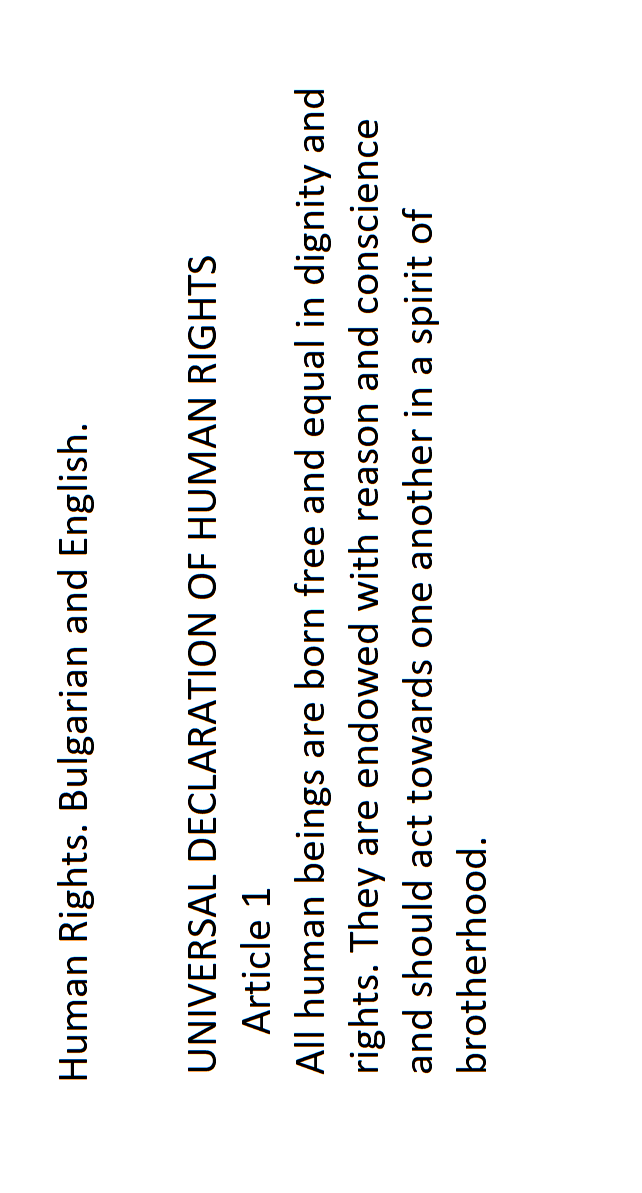 Human Rights. Bulgarian and English.
UNIVERSAL DECLARATION OF HUMAN RIGHTS
Article 1
All human beings are born free and equal in dignity and
rights. They are endowed with reason and conscience
and should act towards one another in a spirit of
brotherhood.